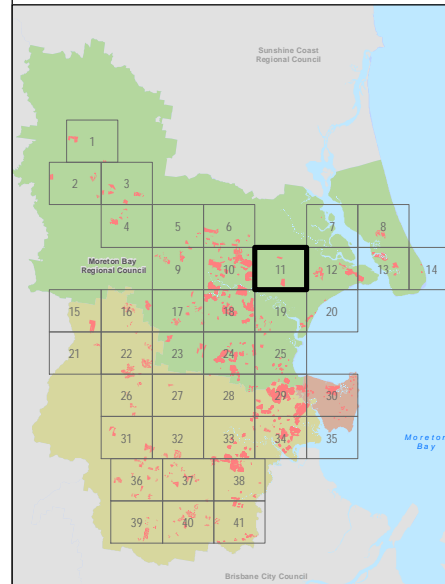 Sunshine Coast
Regional Council
1
2 3
4 5 6 7 8
Moreton Bay
Regional Council
9 10 11 12 13 14
15 16 17 18 19 20
21 22 23 24 25
26 27 28 29 30
Moreton
Bay
31 32 33 34 35
36 37 38
39 40 41
Brisbane City Council